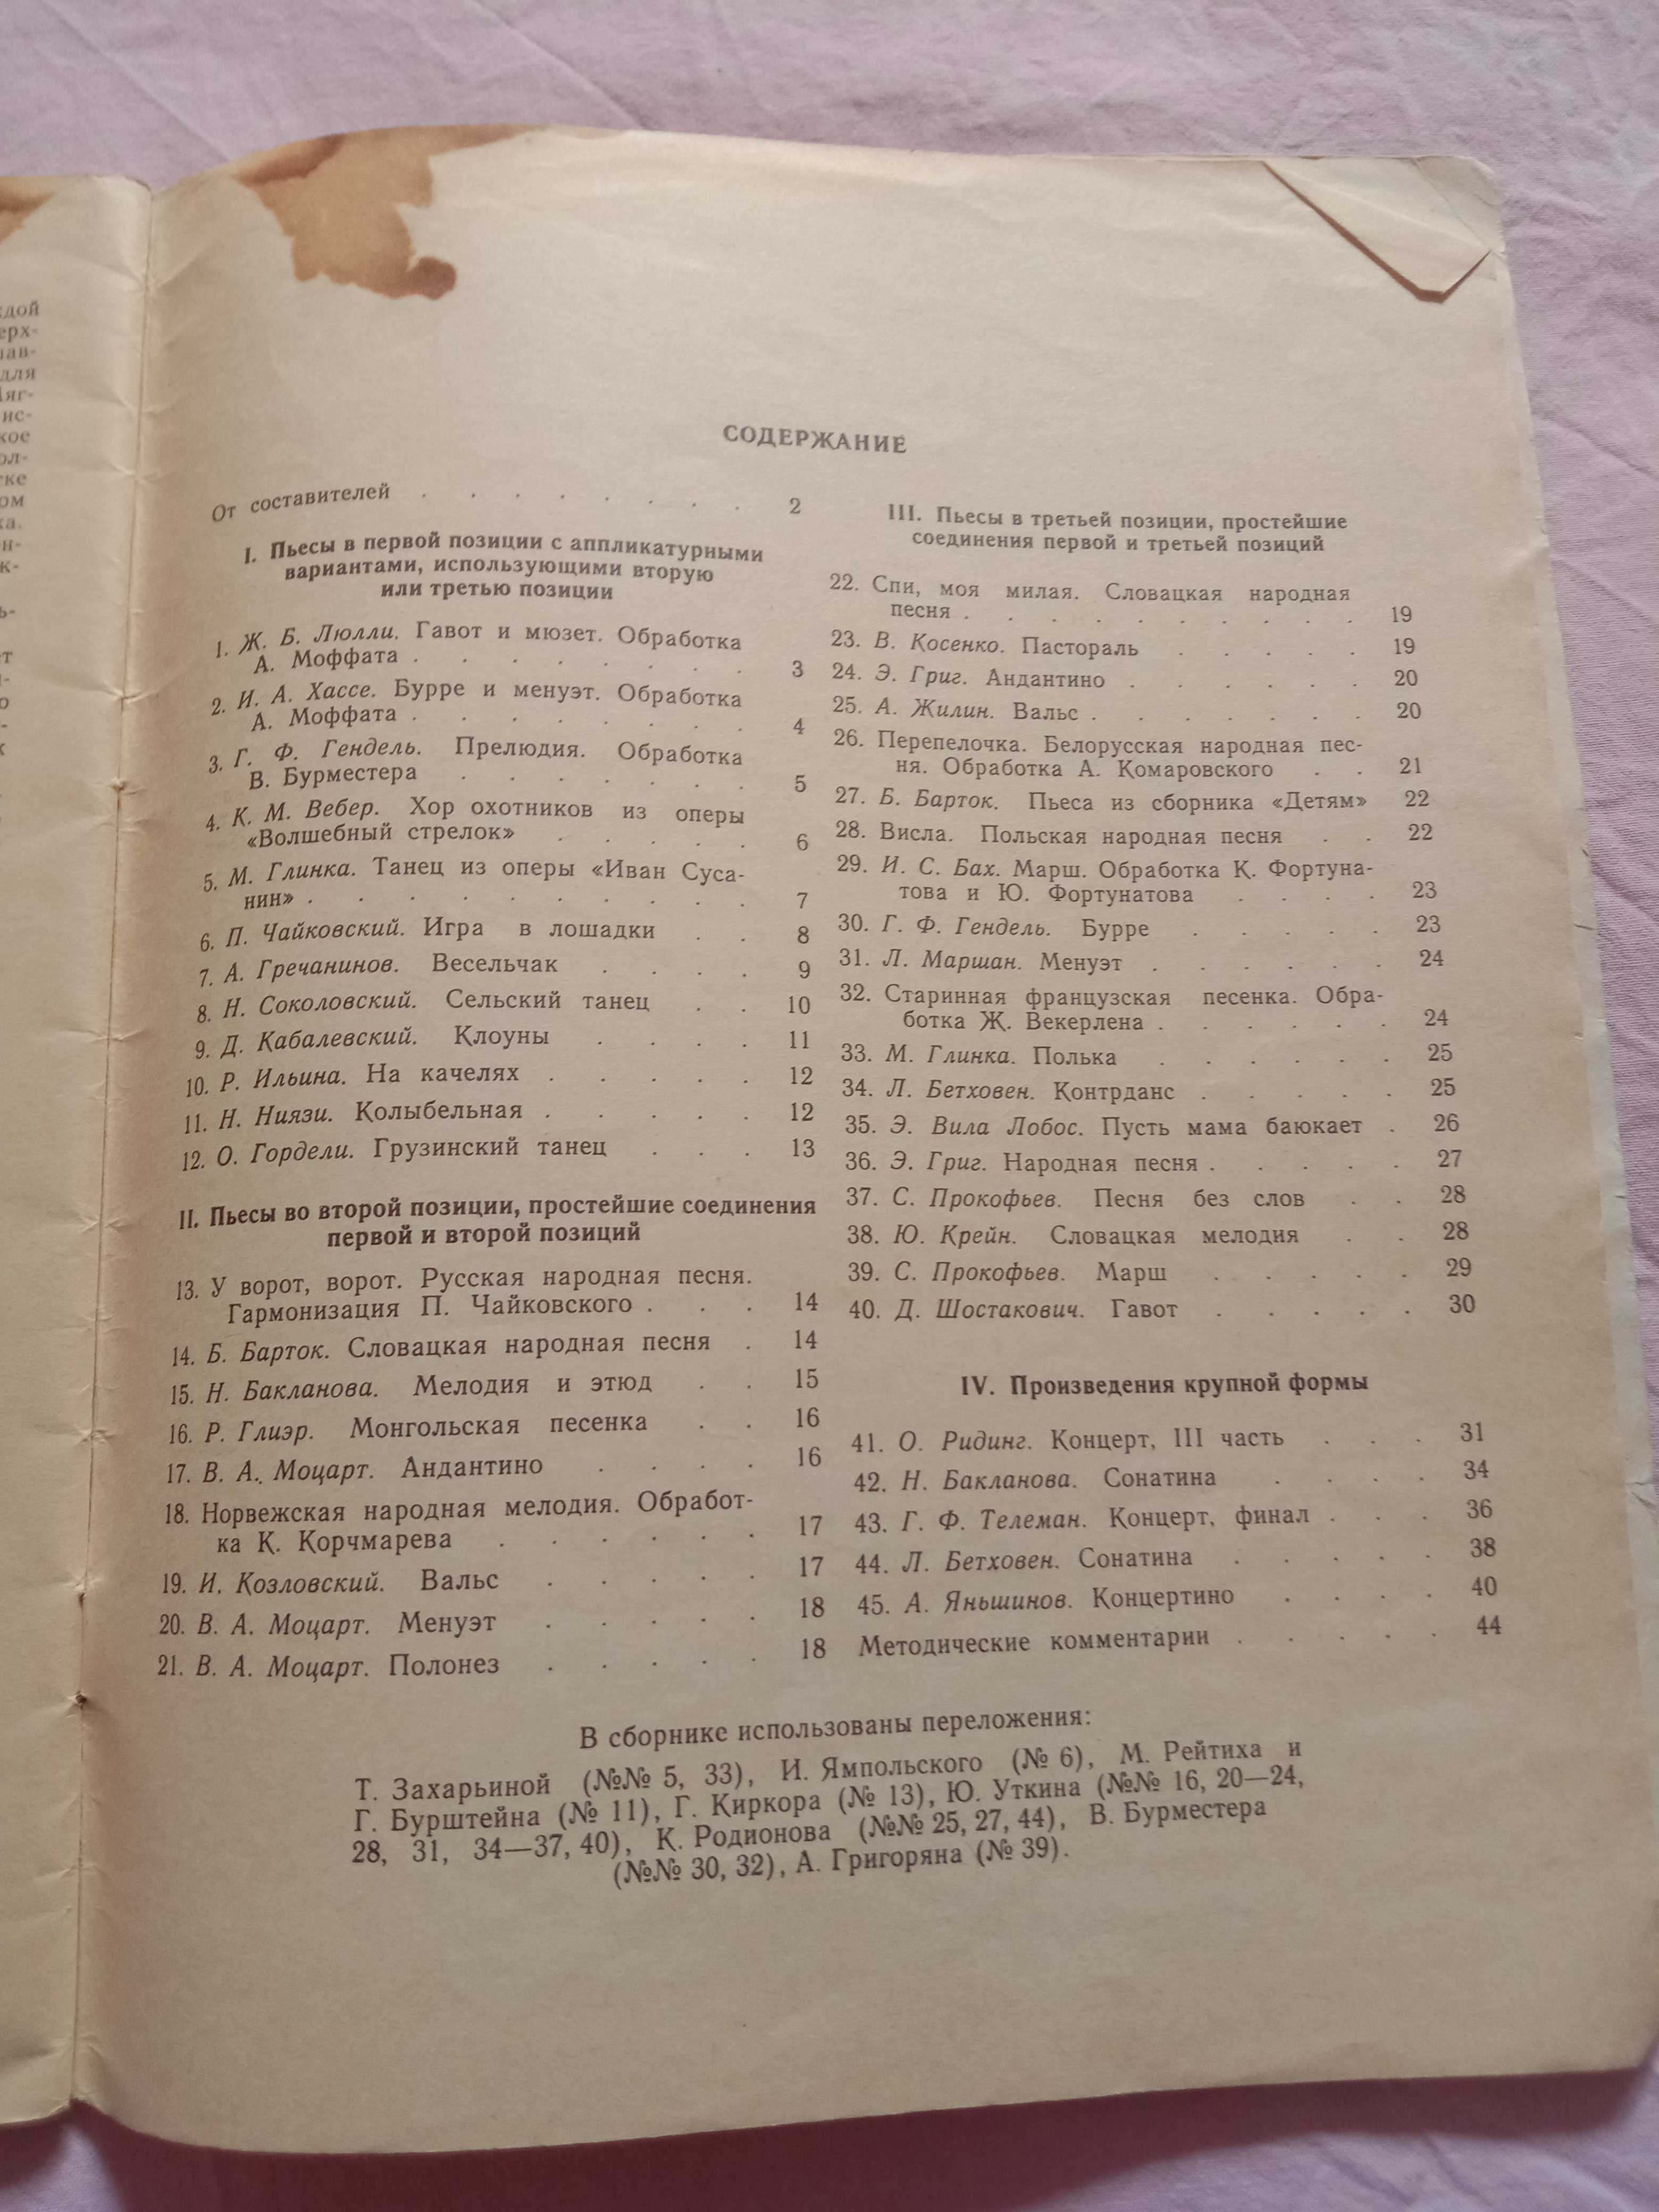 дой
ерх-
ав-
для
яг-
ис-
кое
ол-
ке
ом
ка.
н-
к-
ь-
ет
СОДЕРЖАНИЕ
От составителей . . . . . . . 2
I. Пьесы в первой позиции с аппликатурными
вариантами, использующими вторую
или третью позиции
1. Ж. Б. Люлли. Гавот и мюзет. Обработка
А. Моффата . . . . . . . . 3
2. И. А. Хассе. Бурре и менуэт. Обработка
А. Моффата . . . . . . . . 4
3. Г. Ф. Гендель. Прелюдия. Обработка
В. Бурместера . . . . . . . 5
4. К. М. Вебер. Хор охотников из оперы
«Волшебный стрелок» . . . . . 6
5. М. Глинка. Танец из оперы «Иван Суса-
нин» . . . . . . . . . . 7
6. П. Чайковский. Игра в лошадки . . 8
7. А. Гречанинов. Весельчак . . . . 9
8. Н. Соколовский. Сельский танец . . 10
9. Д. Кабалевский. Клоуны . . . . 11
10. Р. Ильина. На качелях . . . . . 12
11. Н. Ниязи. Колыбельная . . . . . 12
12. О. Гордели. Грузинский танец . . . 13
II. Пьесы во второй позиции, простейшие соединения
первой и второй позиций
13. У ворот, ворот. Русская народная песня.
Гармонизация П. Чайковского . . . 14
14. Б. Барток. Словацкая народная песня . 14
15. Н. Бакланова. Мелодия и этюд . . 15
16. Р. Глиэр. Монгольская песенка . . 16
17. В. А. Моцарт. Андантино . . . . 16
18. Норвежская народная мелодия. Обработ-
ка К. Корчмарева . . . . . . 17
19. И. Козловский. Вальс . . . . . 17
20. В. А. Моцарт. Менуэт . . . . . 18
21. В. А. Моцарт. Полонез . . . . . 18
III. Пьесы в третьей позиции, простейшие
соединения первой и третьей позиций
22. Спи, моя милая. Словацкая народная
песня . . . . . . . . . . 19
23. В. Косенко. Пастораль . . . . . 19
24. Э. Григ. Андантино . . . . . . 20
25. А. Жилин. Вальс . . . . . . . 20
26. Перепелочка. Белорусская народная пес-
ня. Обработка А. Комаровского . . 21
27. Б. Барток. Пьеса из сборника «Детям» 22
28. Висла. Польская народная песня . . 22
29. И. С. Бах. Марш. Обработка К. Фортуна-
това и Ю. Фортунатова . . . . 23
30. Г. Ф. Гендель. Бурре . . . . . 23
31. Л. Маршан. Менуэт . . . . . . 24
32. Старинная французская песенка. Обра-
ботка Ж. Векерлена . . . . . . 24
33. М. Глинка. Полька . . . . . . 25
34. Л. Бетховен. Контрданс . . . . . 25
35. Э. Вила Лобос. Пусть мама баюкает . 26
36. Э. Григ. Народная песня . . . . . 27
37. С. Прокофьев. Песня без слов . . 28
38. Ю. Крейн. Словацкая мелодия . . 28
39. С. Прокофьев. Марш . . . . . 29
40. Д. Шостакович. Гавот . . . . . 30
IV. Произведения крупной формы
41. О. Ридинг. Концерт, III часть . . . 31
42. Н. Бакланова. Сонатина . . . . 34
43. Г. Ф. Телеман. Концерт, финал . . . 36
44. Л. Бетховен. Сонатина . . . . . 38
45. А. Яньшинов. Концертино . . . . 40
Методические комментарии . . . . . 44
В сборнике использованы переложения:
Т. Захарьиной (№№ 5, 33), И. Ямпольского (№ 6), М. Рейтиха и
Г. Бурштейна (№ 11), Г. Киркора (№ 13), Ю. Уткина (№№ 16, 20—24,
28, 31, 34—37, 40), К. Родионова (№№ 25, 27, 44), В. Бурместера
(№№ 30, 32), А. Григоряна (№ 39).